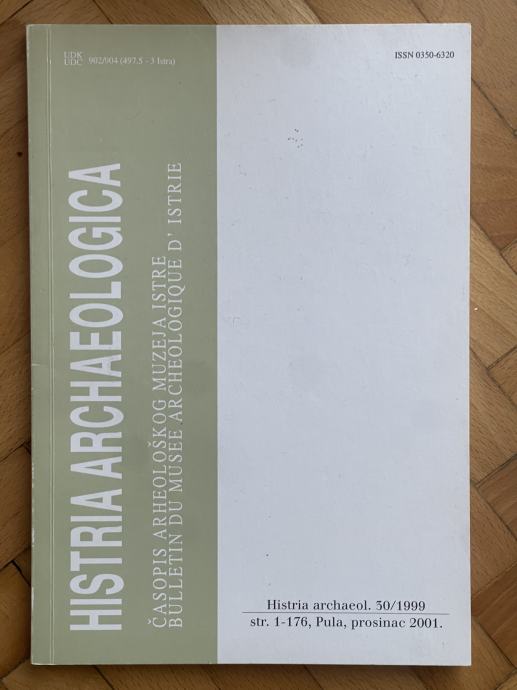 UDK
UDC 902/904 (497.5 - 3 Istra)
ISSN 0350-6320
HISTRIA ARCHAEOLOGICA
ČASOPIS ARHEOLOŠKOG MUZEJA ISTRE
BULLETIN DU MUSEE ARCHEOLOGIQUE D' ISTRIE
Histria archaeol. 30/1999
str. 1-176, Pula, prosinac 2001.